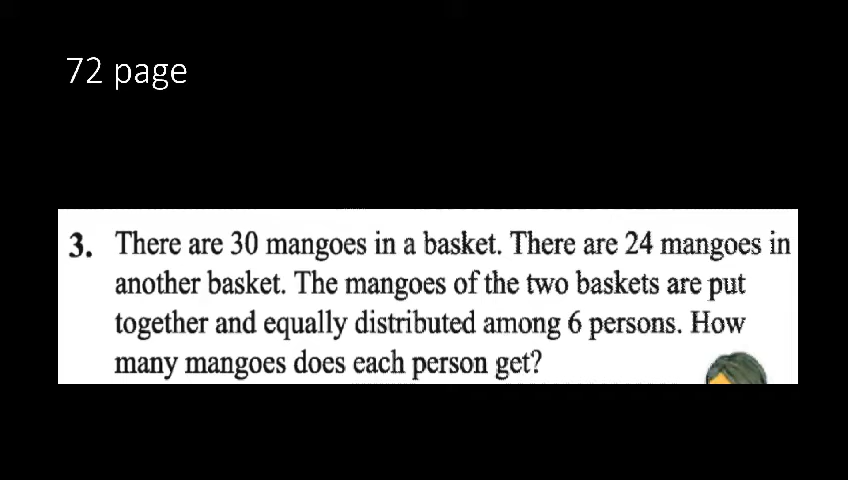 72 page
3. There are 30 mangoes in a basket. There are 24 mangoes in
another basket. The mangoes of the two baskets are put
together and equally distributed among 6 persons. How
many mangoes does each person get?